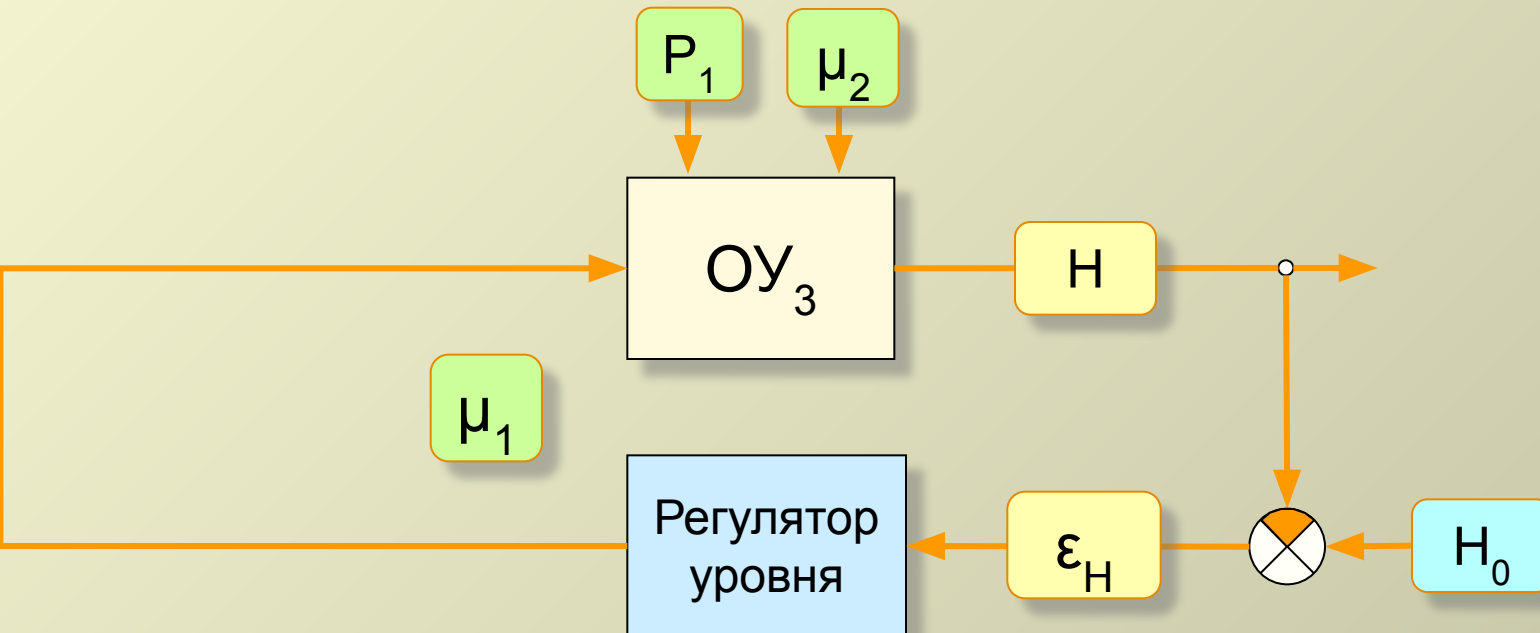 P₁
μ₂
ОУ₃
H
μ₁
Регулятор
уровня
εH
H₀